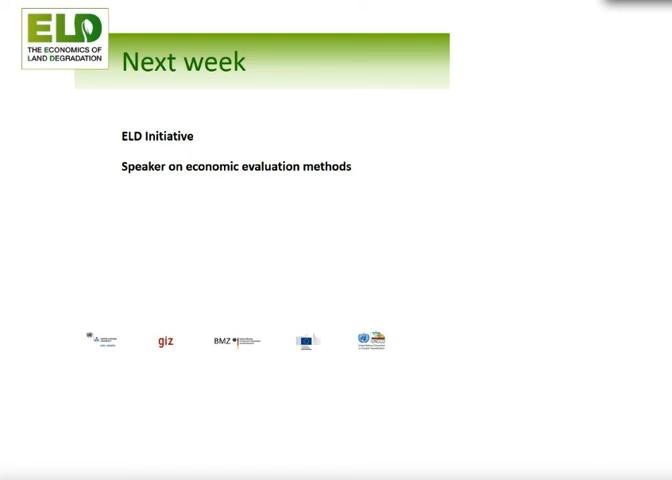 ELD
THE ECONOMICS OF
LAND DEGRADATION
Next week
ELD Initiative
Speaker on economic evaluation methods
giz
BMZ